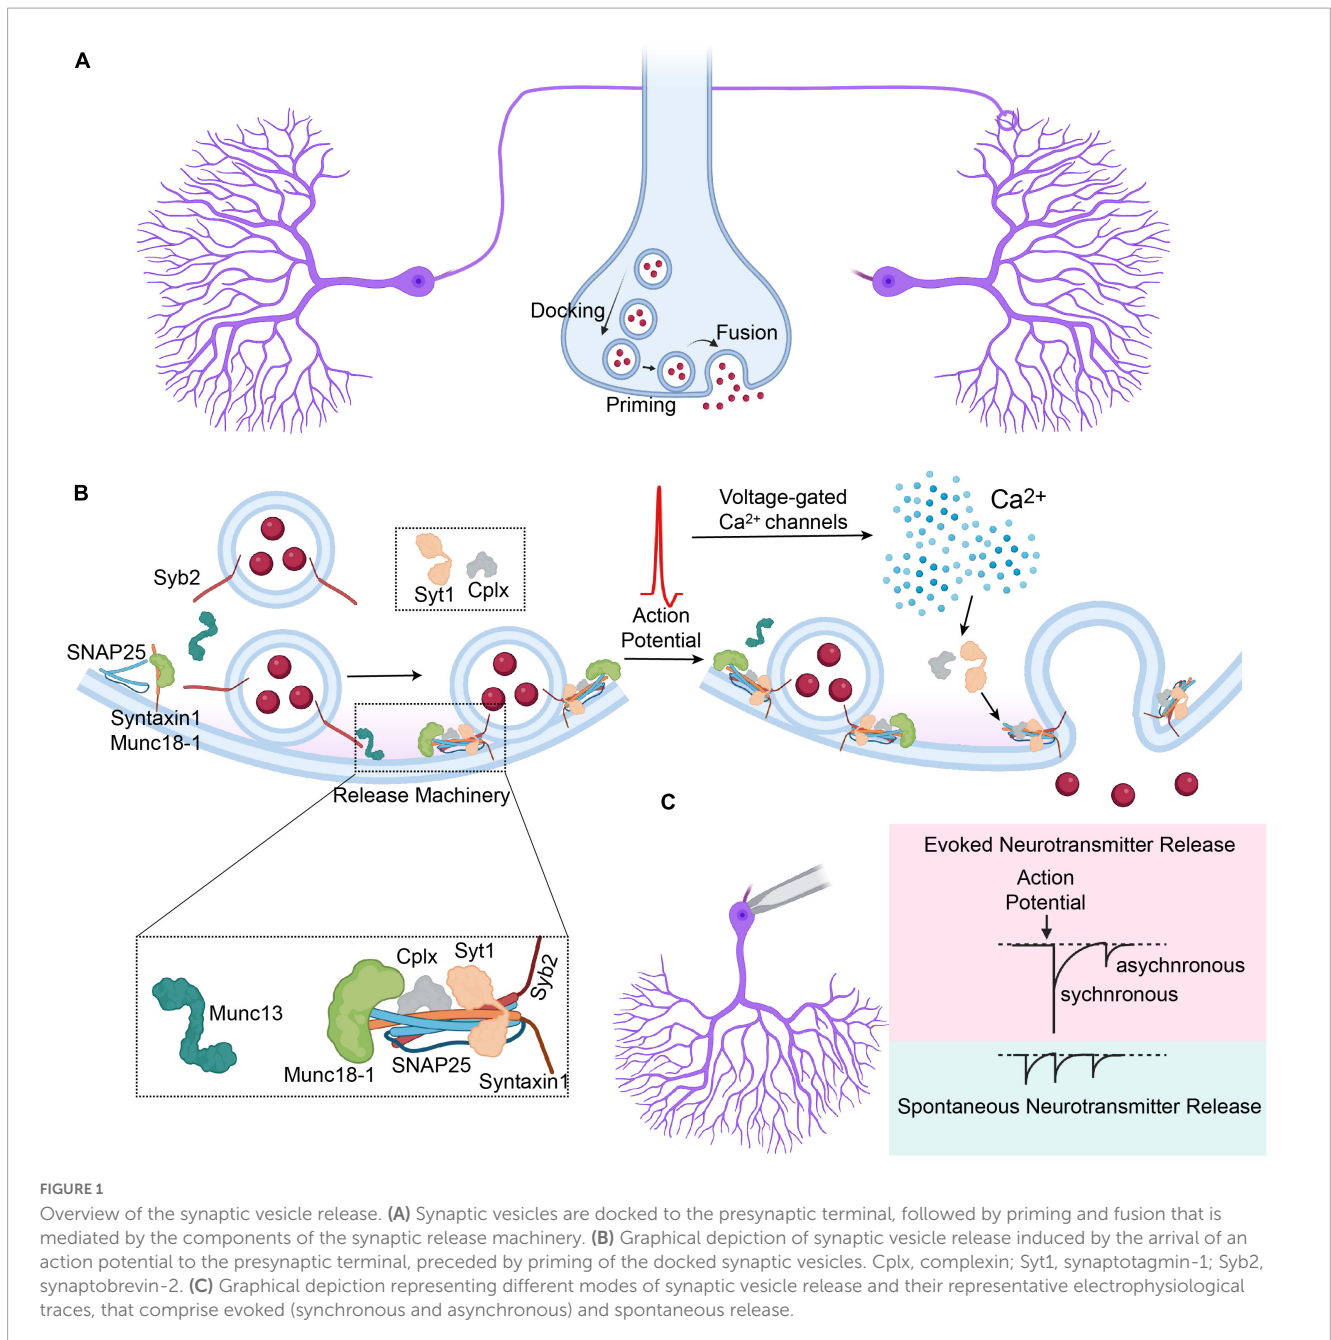 A
Docking
Fusion
Priming
B
Syb2
Syt1
Cplx
SNAP25
Syntaxin1
Munc18-1
Release Machinery
Action
Potential
Voltage-gated
Ca2+ channels
Ca2+
Munc13
Cplx
Syt1
Syb2
Munc18-1
SNAP25
Syntaxin1
C
Evoked Neurotransmitter Release
Action
Potential
asychnronous
sychnronous
Spontaneous Neurotransmitter Release
FIGURE 1
Overview of the synaptic vesicle release. (A) Synaptic vesicles are docked to the presynaptic terminal, followed by priming and fusion that is
mediated by the components of the synaptic release machinery. (B) Graphical depiction of synaptic vesicle release induced by the arrival of an
action potential to the presynaptic terminal, preceded by priming of the docked synaptic vesicles. Cplx, complexin; Syt1, synaptotagmin-1; Syb2,
synaptobrevin-2. (C) Graphical depiction representing different modes of synaptic vesicle release and their representative electrophysiological
traces, that comprise evoked (synchronous and asynchronous) and spontaneous release.